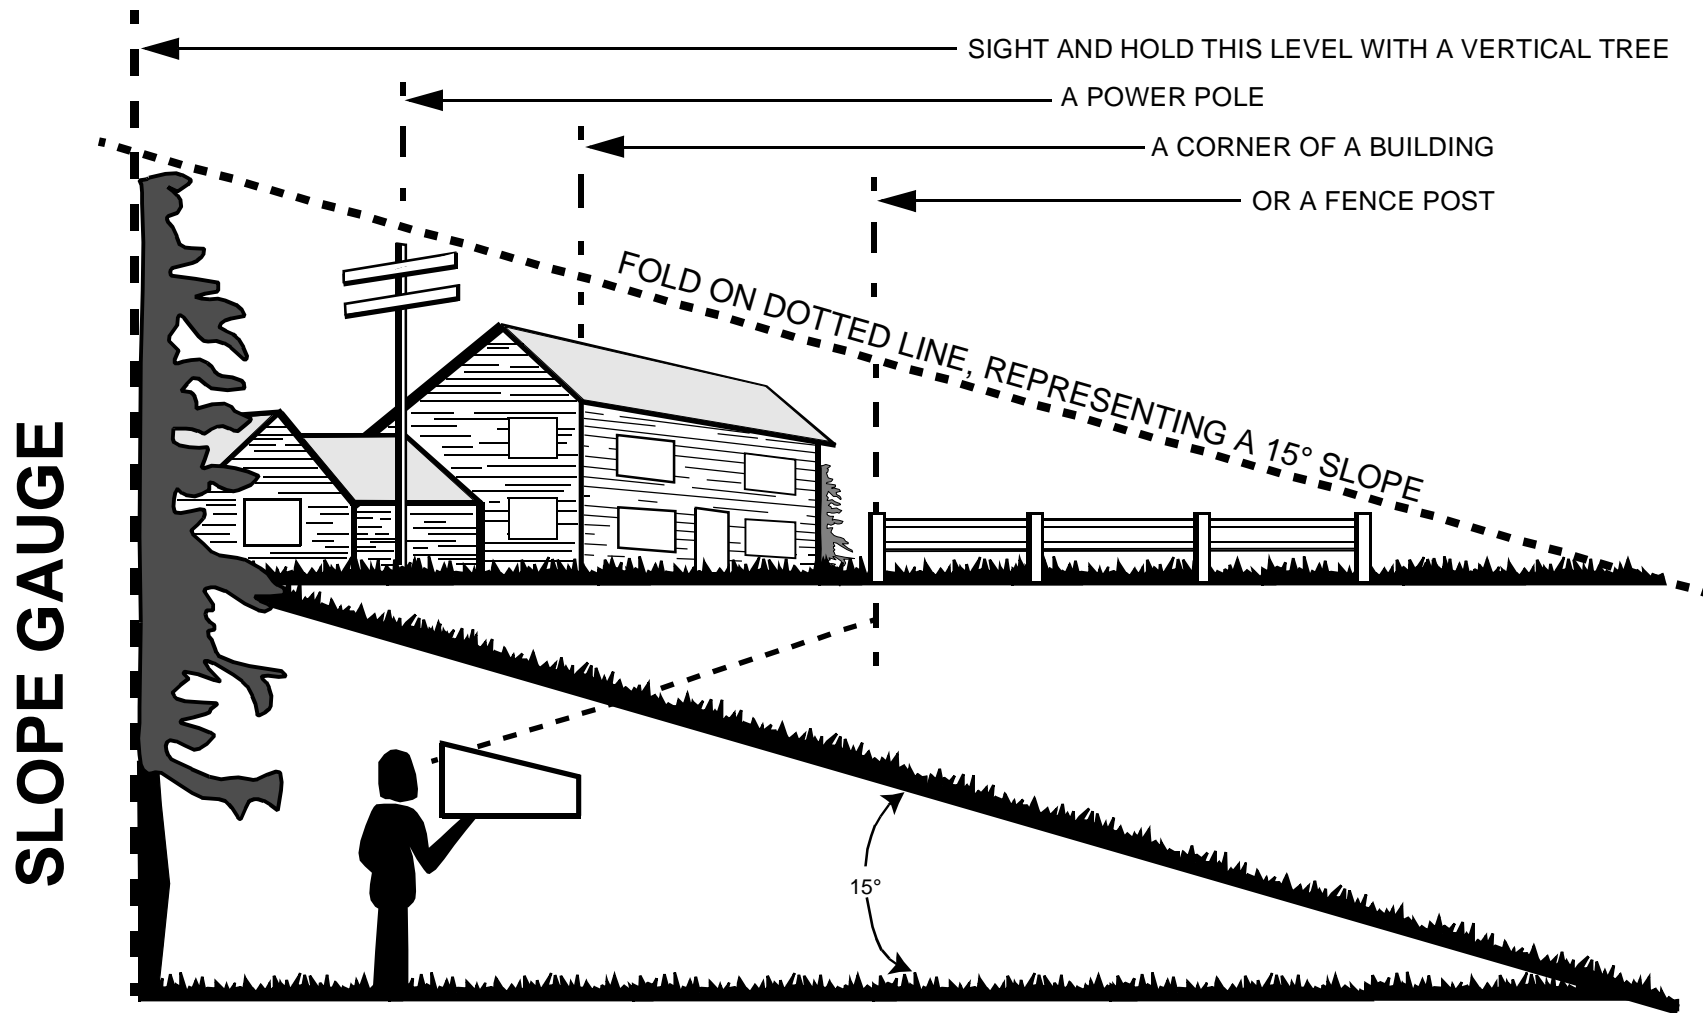 SIGHT AND HOLD THIS LEVEL WITH A VERTICAL TREE
A POWER POLE
A CORNER OF A BUILDING
OR A FENCE POST
FOLD ON DOTTED LINE, REPRESENTING A 15° SLOPE
SLOPE GAUGE
15°